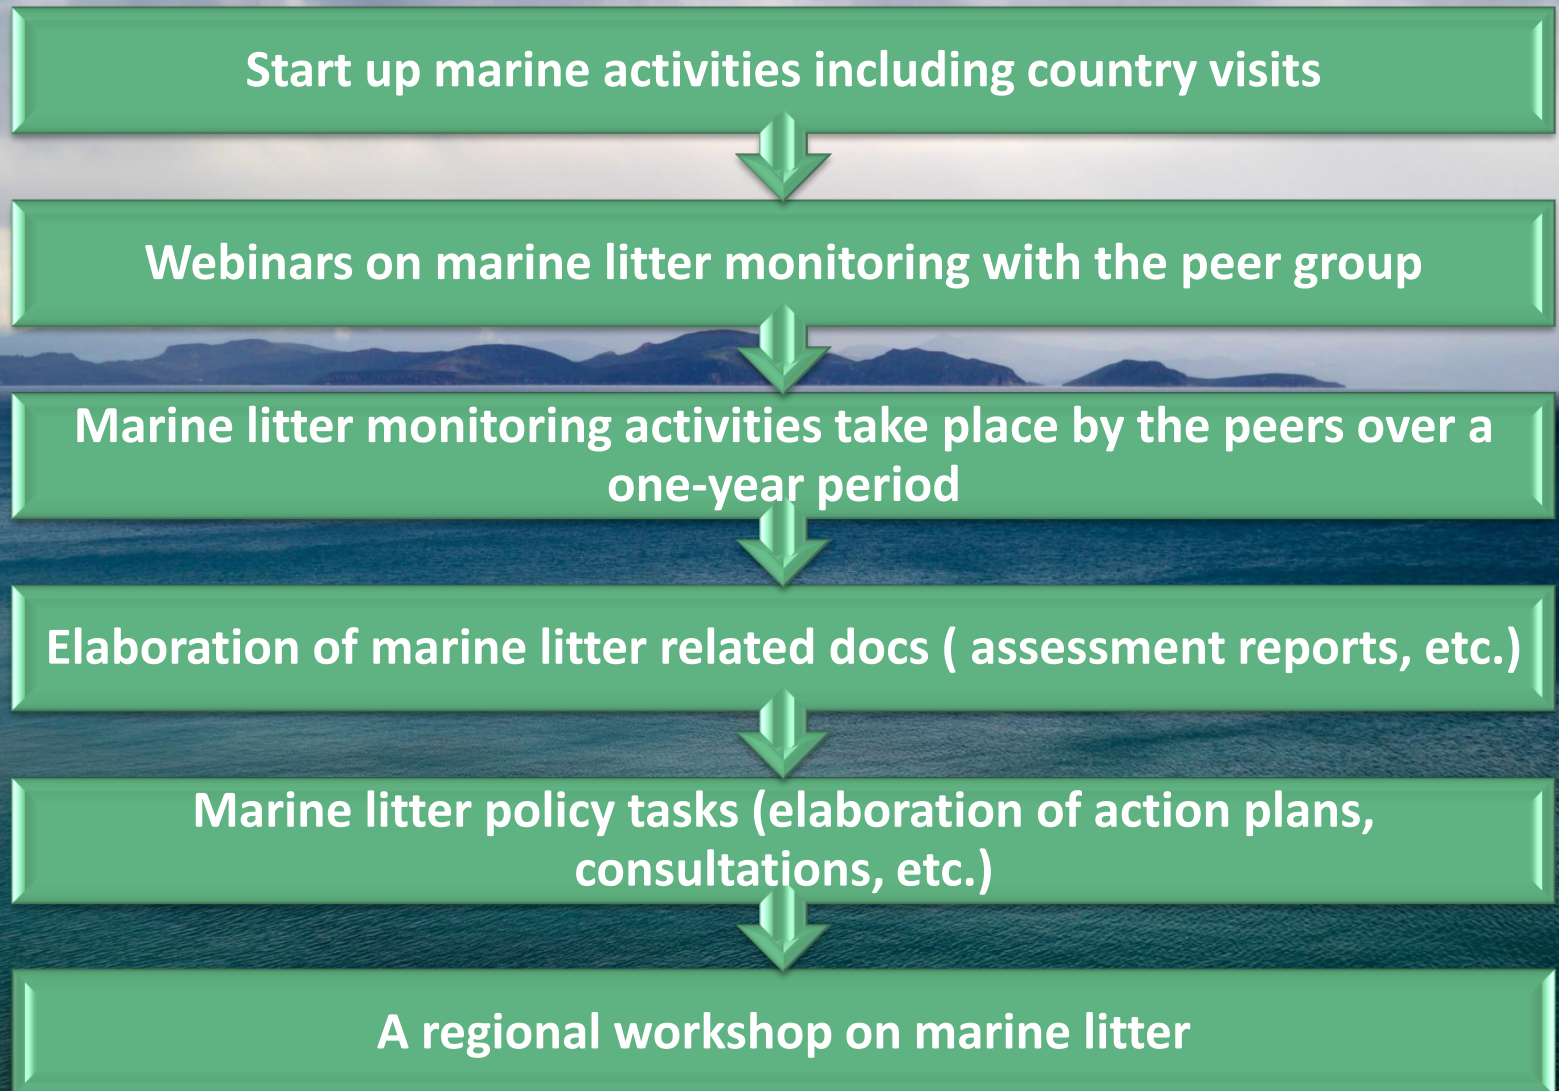 Start up marine activities including country visits
Webinars on marine litter monitoring with the peer group
Marine litter monitoring activities take place by the peers over a
one-year period
Elaboration of marine litter related docs ( assessment reports, etc.)
Marine litter policy tasks (elaboration of action plans,
consultations, etc.)
A regional workshop on marine litter